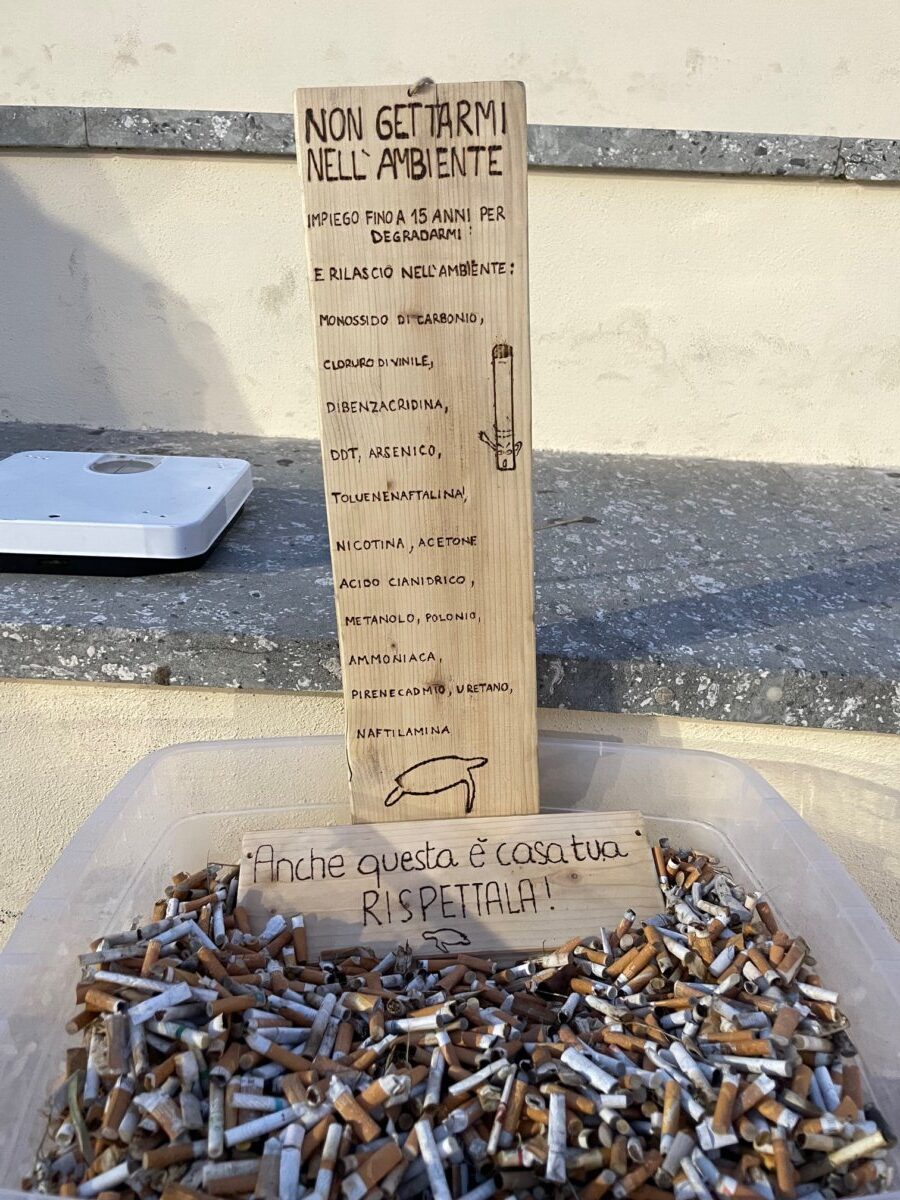 NON GETTARMI
NELL'AMBIENTE
IMPIEGO FINO A 15 ANNI PER
DEGRADARMI!
E RILASCIO NELL'AMBIENTE:
MONOSSIDO DI CARBONIO,
CLORURO DI VINILE,
DIBENZACRIDINA,
DDT, ARSENICO,
TOLUENENAFTALINA,
NICOTINA, ACETONE
ACIDO CIANIDRICO,
METANOLO, POLONIO,
AMMONIACA,
PIRENECADMIO, URETANO,
NAFTILAMINA
Anche questa è casa tua
RISPETTALA!